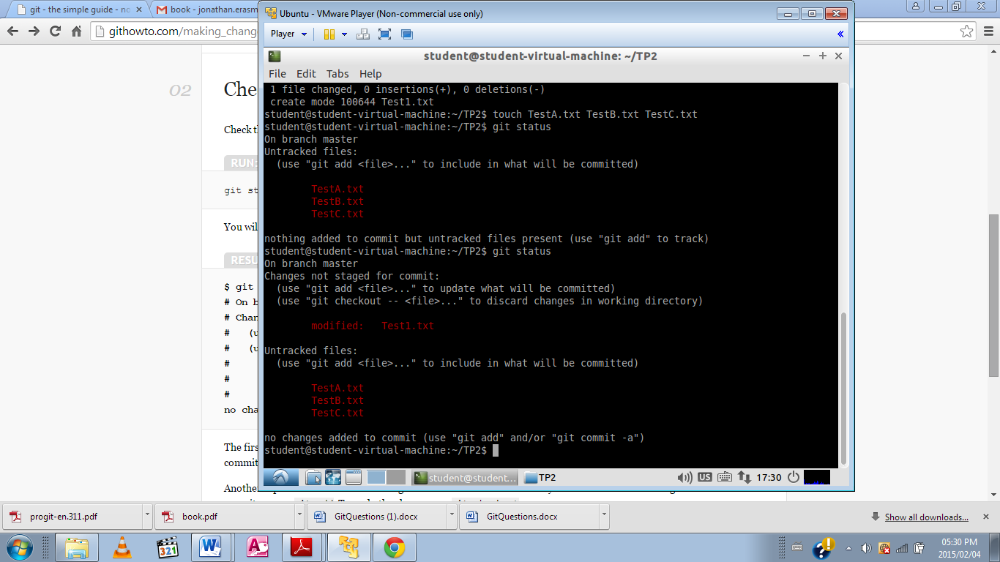 git - the simple guide - no
book - jonathan.erasm
githowto.com/making_chang
Ubuntu - VMware Player (Non-commercial use only)
Player
student@student-virtual-machine: ~/TP2
File Edit Tabs Help
1 file changed, 0 insertions(+), 0 deletions(-)
create mode 100644 Test1.txt
student@student-virtual-machine:~/TP2$ touch TestA.txt TestB.txt TestC.txt
student@student-virtual-machine:~/TP2$ git status
On branch master
Untracked files:
(use "git add <file>..." to include in what will be committed)
TestA.txt
TestB.txt
TestC.txt
nothing added to commit but untracked files present (use "git add" to track)
student@student-virtual-machine:~/TP2$ git status
On branch master
Changes not staged for commit:
(use "git add <file>..." to update what will be committed)
(use "git checkout -- <file>..." to discard changes in working directory)
modified:   Test1.txt
Untracked files:
(use "git add <file>..." to include in what will be committed)
TestA.txt
TestB.txt
TestC.txt
no changes added to commit (use "git add" and/or "git commit -a")
student@student-virtual-machine:~/TP2$
student@student...
TP2
US
17:30
02
Che
Check th
RUN:
git st
You wil
RESU
$ git
# On b
# Chan
#    (u
#    (u
#
#
#
no cha
The firs
commit
Anothe
progit-en.311.pdf
book.pdf
GitQuestions (1).docx
GitQuestions.docx
Show all downloads...
321
05:30 PM
2015/02/04